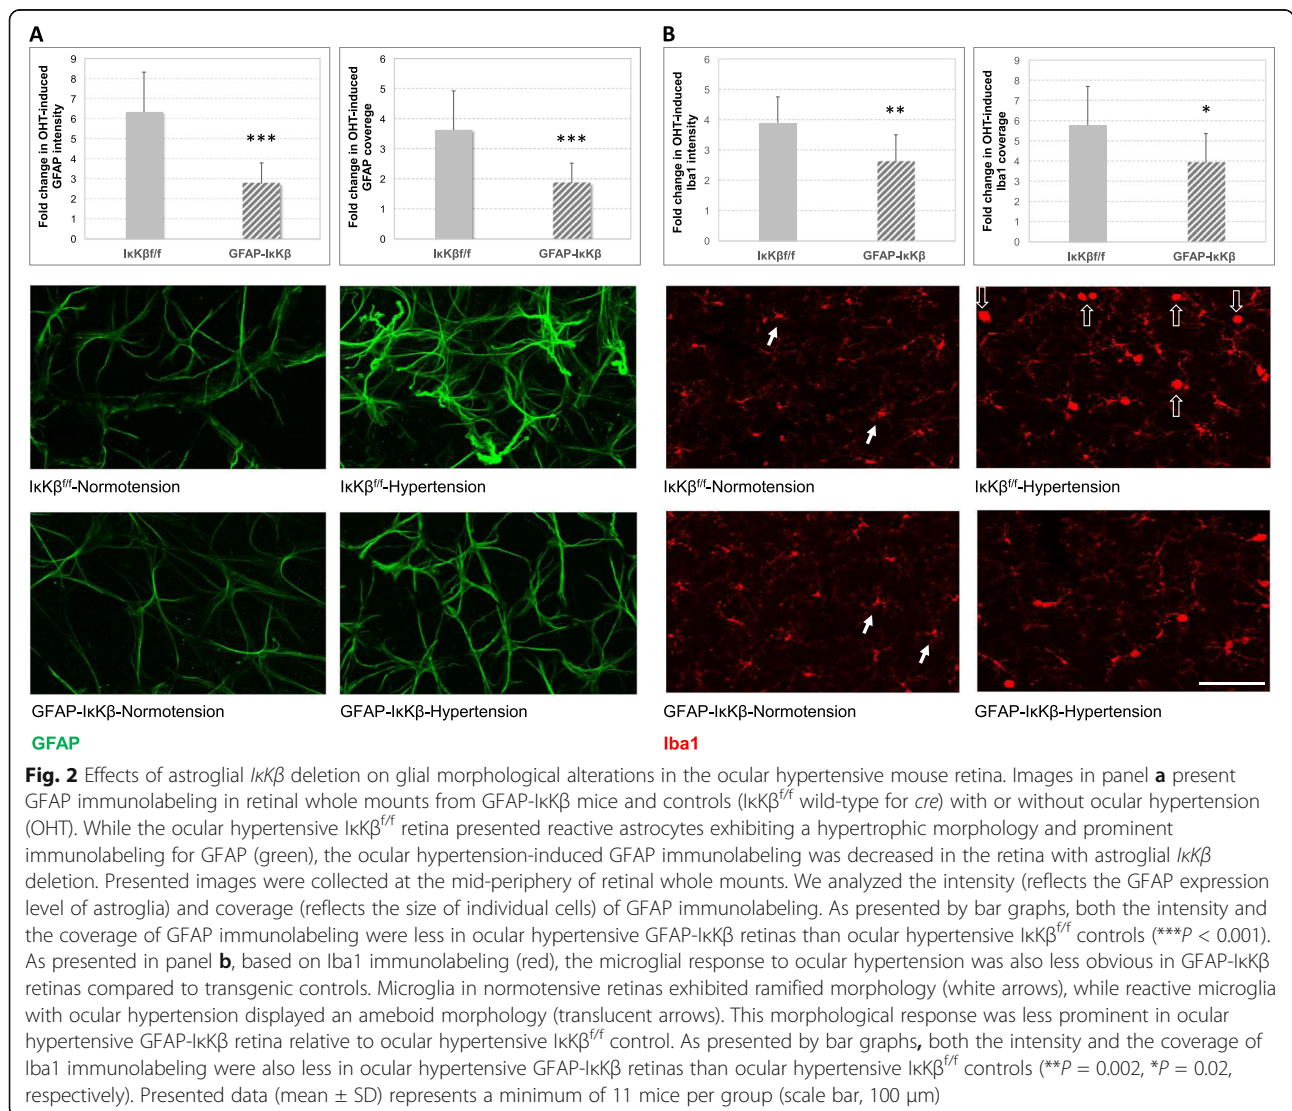 A
B
Fold change in OHT-induced
GFAP intensity
9
8
7
6
5
4
3
2
1
0
***
IκKβf/f
GFAP-IκKβ
Fold change in OHT-induced
GFAP coverege
6
5
4
3
2
1
0
***
IκKβf/f
GFAP-IκKβ
Fold change in OHT-induced
Iba1 intensity
6
5
4
3
2
1
0
**
IκKβf/f
GFAP-IκKβ
Fold change in OHT-induced
Iba1 coverage
9
8
7
6
5
4
3
2
1
0
*
IκKβf/f
GFAP-IκKβ
IκKβf/f-Normotension
IκKβf/f-Hypertension
IκKβf/f-Normotension
IκKβf/f-Hypertension
GFAP-IκKβ-Normotension
GFAP-IκKβ-Hypertension
GFAP-IκKβ-Normotension
GFAP-IκKβ-Hypertension
GFAP
Iba1
Fig. 2 Effects of astroglial IκKβ deletion on glial morphological alterations in the ocular hypertensive mouse retina. Images in panel a present
GFAP immunolabeling in retinal whole mounts from GFAP-IκKβ mice and controls (IκKβf/f wild-type for cre) with or without ocular hypertension
(OHT). While the ocular hypertensive IκKβf/f retina presented reactive astrocytes exhibiting a hypertrophic morphology and prominent
immunolabeling for GFAP (green), the ocular hypertension-induced GFAP immunolabeling was decreased in the retina with astroglial IκKβ
deletion. Presented images were collected at the mid-periphery of retinal whole mounts. We analyzed the intensity (reflects the GFAP expression
level of astroglia) and coverage (reflects the size of individual cells) of GFAP immunolabeling. As presented by bar graphs, both the intensity and
the coverage of GFAP immunolabeling were less in ocular hypertensive GFAP-IκKβ retinas than ocular hypertensive IκKβf/f controls (***P < 0.001).
As presented in panel b, based on Iba1 immunolabeling (red), the microglial response to ocular hypertension was also less obvious in GFAP-IκKβ
retinas compared to transgenic controls. Microglia in normotensive retinas exhibited ramified morphology (white arrows), while reactive microglia
with ocular hypertension displayed an ameboid morphology (translucent arrows). This morphological response was less prominent in ocular
hypertensive GFAP-IκKβ retina relative to ocular hypertensive IκKβf/f control. As presented by bar graphs, both the intensity and the coverage of
Iba1 immunolabeling were also less in ocular hypertensive GFAP-IκKβ retinas than ocular hypertensive IκKβf/f controls (**P = 0.002, *P = 0.02,
respectively). Presented data (mean ± SD) represents a minimum of 11 mice per group (scale bar, 100 μm)